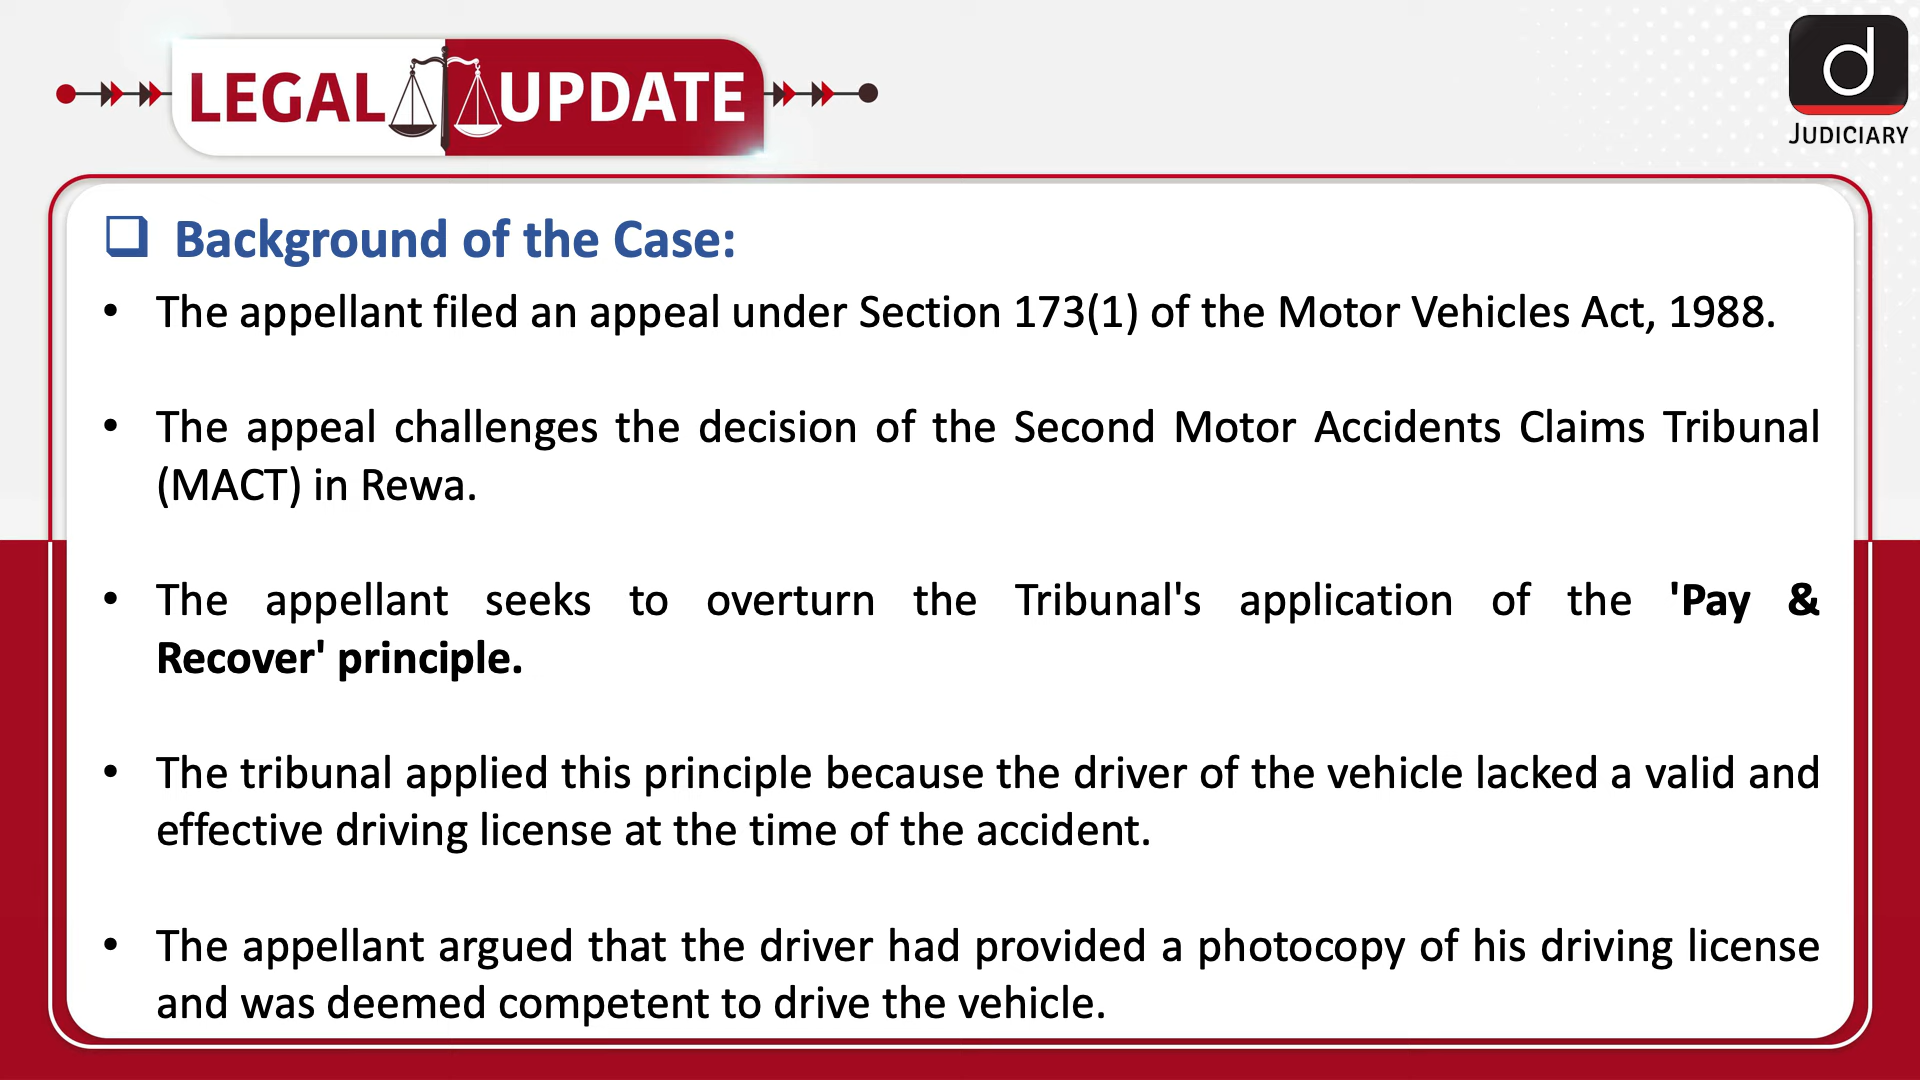 LEGAL UPDATE
d
JUDICIARY
❑ Background of the Case:
• The appellant filed an appeal under Section 173(1) of the Motor Vehicles Act, 1988.
• The appeal challenges the decision of the Second Motor Accidents Claims Tribunal
(MACT) in Rewa.
• The appellant seeks to overturn the Tribunal's application of the 'Pay &
Recover' principle.
• The tribunal applied this principle because the driver of the vehicle lacked a valid and
effective driving license at the time of the accident.
• The appellant argued that the driver had provided a photocopy of his driving license
and was deemed competent to drive the vehicle.